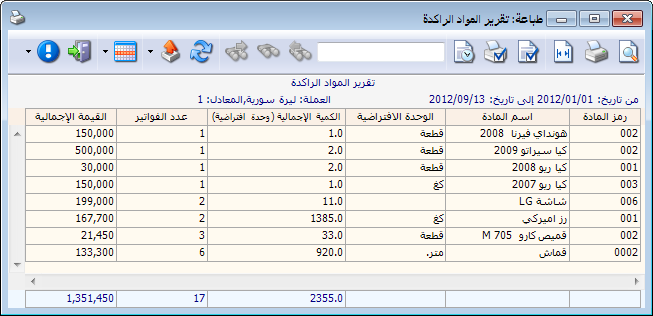 طباعة: تقرير المواد الراكدة
تقرير المواد الراكدة
من تاريخ: 2012/01/01 إلى تاريخ: 2012/09/13 العملة: ليرة سورية,المعادل: 1
رمز المادة اسم المادة الوحدة الافتراضية الكمية الإجمالية (وحدة افتراضية) عدد الفواتير القيمة الإجمالية
002 هونداي فيرنا 2008 قطعة 1.0 1 150,000
002 كيا سيراتو 2009 قطعة 2.0 1 500,000
001 كيا ريو 2008 قطعة 2.0 1 30,000
003 كيا ريو 2007 كغ 1.0 1 150,000
006 شاشة LG 11.0 2 199,000
001 رز اميركي كغ 1385.0 2 167,700
002 قميص كارو M 705 قطعة 33.0 3 21,450
0002 قماش متر. 920.0 6 133,300
2355.0 17 1,351,450